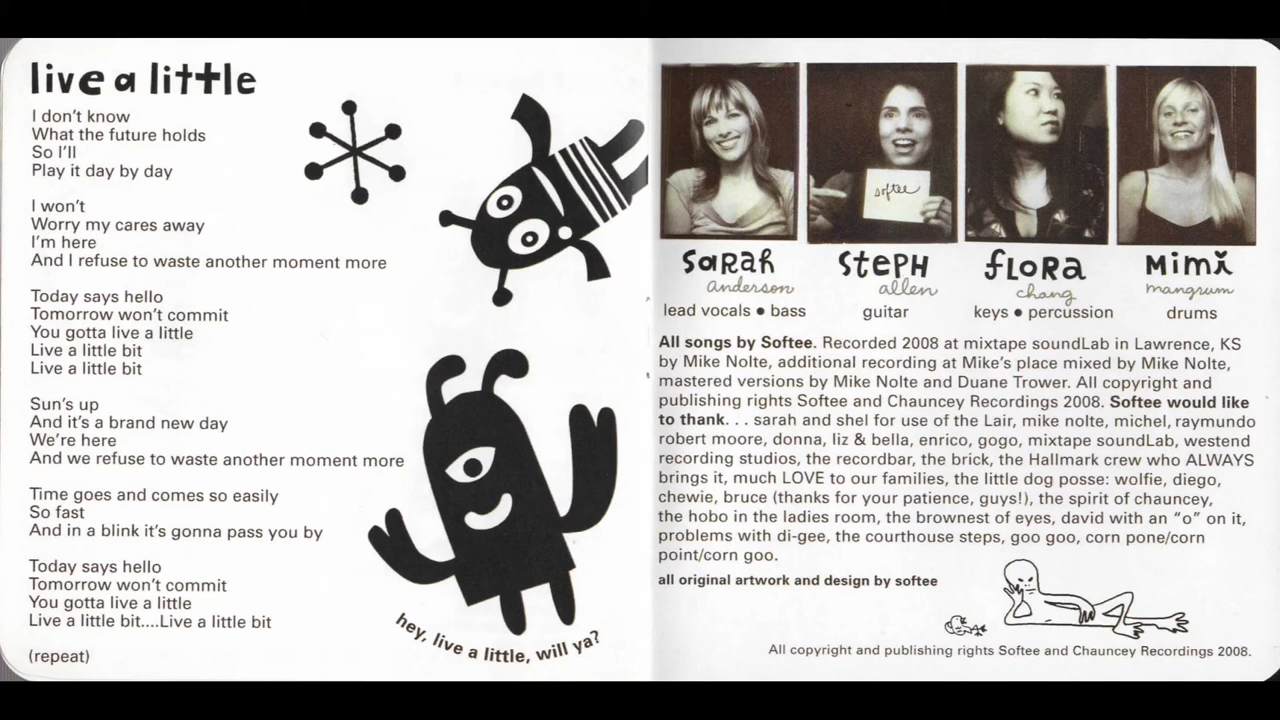 live a little
I don't know
What the future holds
So I'll
Play it day by day
I won't
Worry my cares away
I'm here
And I refuse to waste another moment more
Today says hello
Tomorrow won't commit
You gotta live a little
Live a little bit
Live a little bit
Sun's up
And it's a brand new day
We're here
And we refuse to waste another moment more
Time goes and comes so easily
So fast
And in a blink it's gonna pass you by
Today says hello
Tomorrow won't commit
You gotta live a little
Live a little bit....Live a little bit
(repeat)
hey, live a little, will ya?
softee
SARAH
anderson
lead vocals • bass
STEPH
allen
guitar
FLORA
chang
keys • percussion
MiMi
mangrum
drums
All songs by Softee. Recorded 2008 at mixtape soundLab in Lawrence, KS
by Mike Nolte, additional recording at Mike's place mixed by Mike Nolte,
mastered versions by Mike Nolte and Duane Trower. All copyright and
publishing rights Softee and Chauncey Recordings 2008. Softee would like
to thank. . . sarah and shel for use of the Lair, mike nolte, michel, raymundo
robert moore, donna, liz & bella, enrico, gogo, mixtape soundLab, westend
recording studios, the recordbar, the brick, the Hallmark crew who ALWAYS
brings it, much LOVE to our families, the little dog posse: wolfie, diego,
chewie, bruce (thanks for your patience, guys!), the spirit of chauncey,
the hobo in the ladies room, the brownest of eyes, david with an "o" on it,
problems with di-gee, the courthouse steps, goo goo, corn pone/corn
point/corn goo.
all original artwork and design by softee
All copyright and publishing rights Softee and Chauncey Recordings 2008.